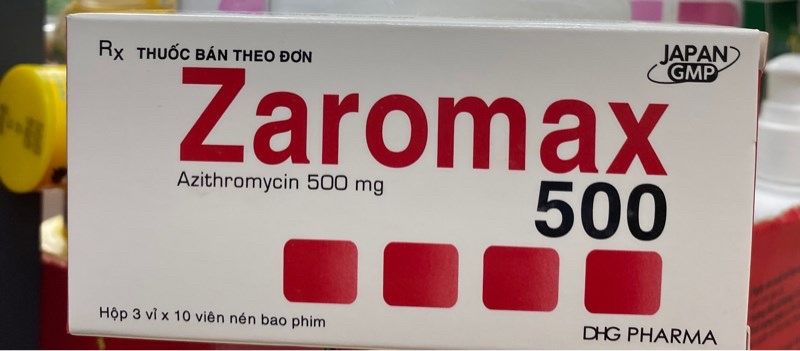 Rx THUỐC BÁN THEO ĐƠN
JAPAN
GMP
Zaromax
Azithromycin 500 mg
500
Hộp 3 vỉ x 10 viên nén bao phim
DHG PHARMA